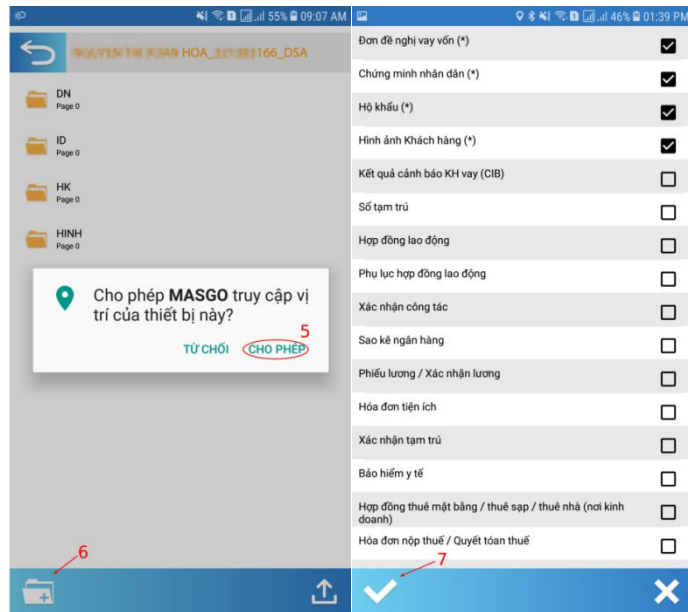 55% 09:07 AM
HOA_ 166_DSA
DN
Page 0
ID
Page 0
HK
Page 0
HINH
Page 0
Cho phép MASGO truy cập vị
trí của thiết bị này?
5
TỪ CHỐI CHO PHÉP
6
46% 01:39 PM
Đơn đề nghị vay vốn (*)
Chứng minh nhân dân (*)
Hộ khẩu (*)
Hình ảnh Khách hàng (*)
Kết quả cảnh báo KH vay (CIB)
Sổ tạm trú
Hợp đồng lao động
Phụ lục hợp đồng lao động
Xác nhận công tác
Sao kê ngân hàng
Phiếu lương / Xác nhận lương
Hóa đơn tiện ích
Xác nhận tạm trú
Bảo hiểm y tế
Hợp đồng thuê mặt bằng / thuê sạp / thuê nhà (nơi kinh
doanh)
Hóa đơn nộp thuế / Quyết tóan thuế
7